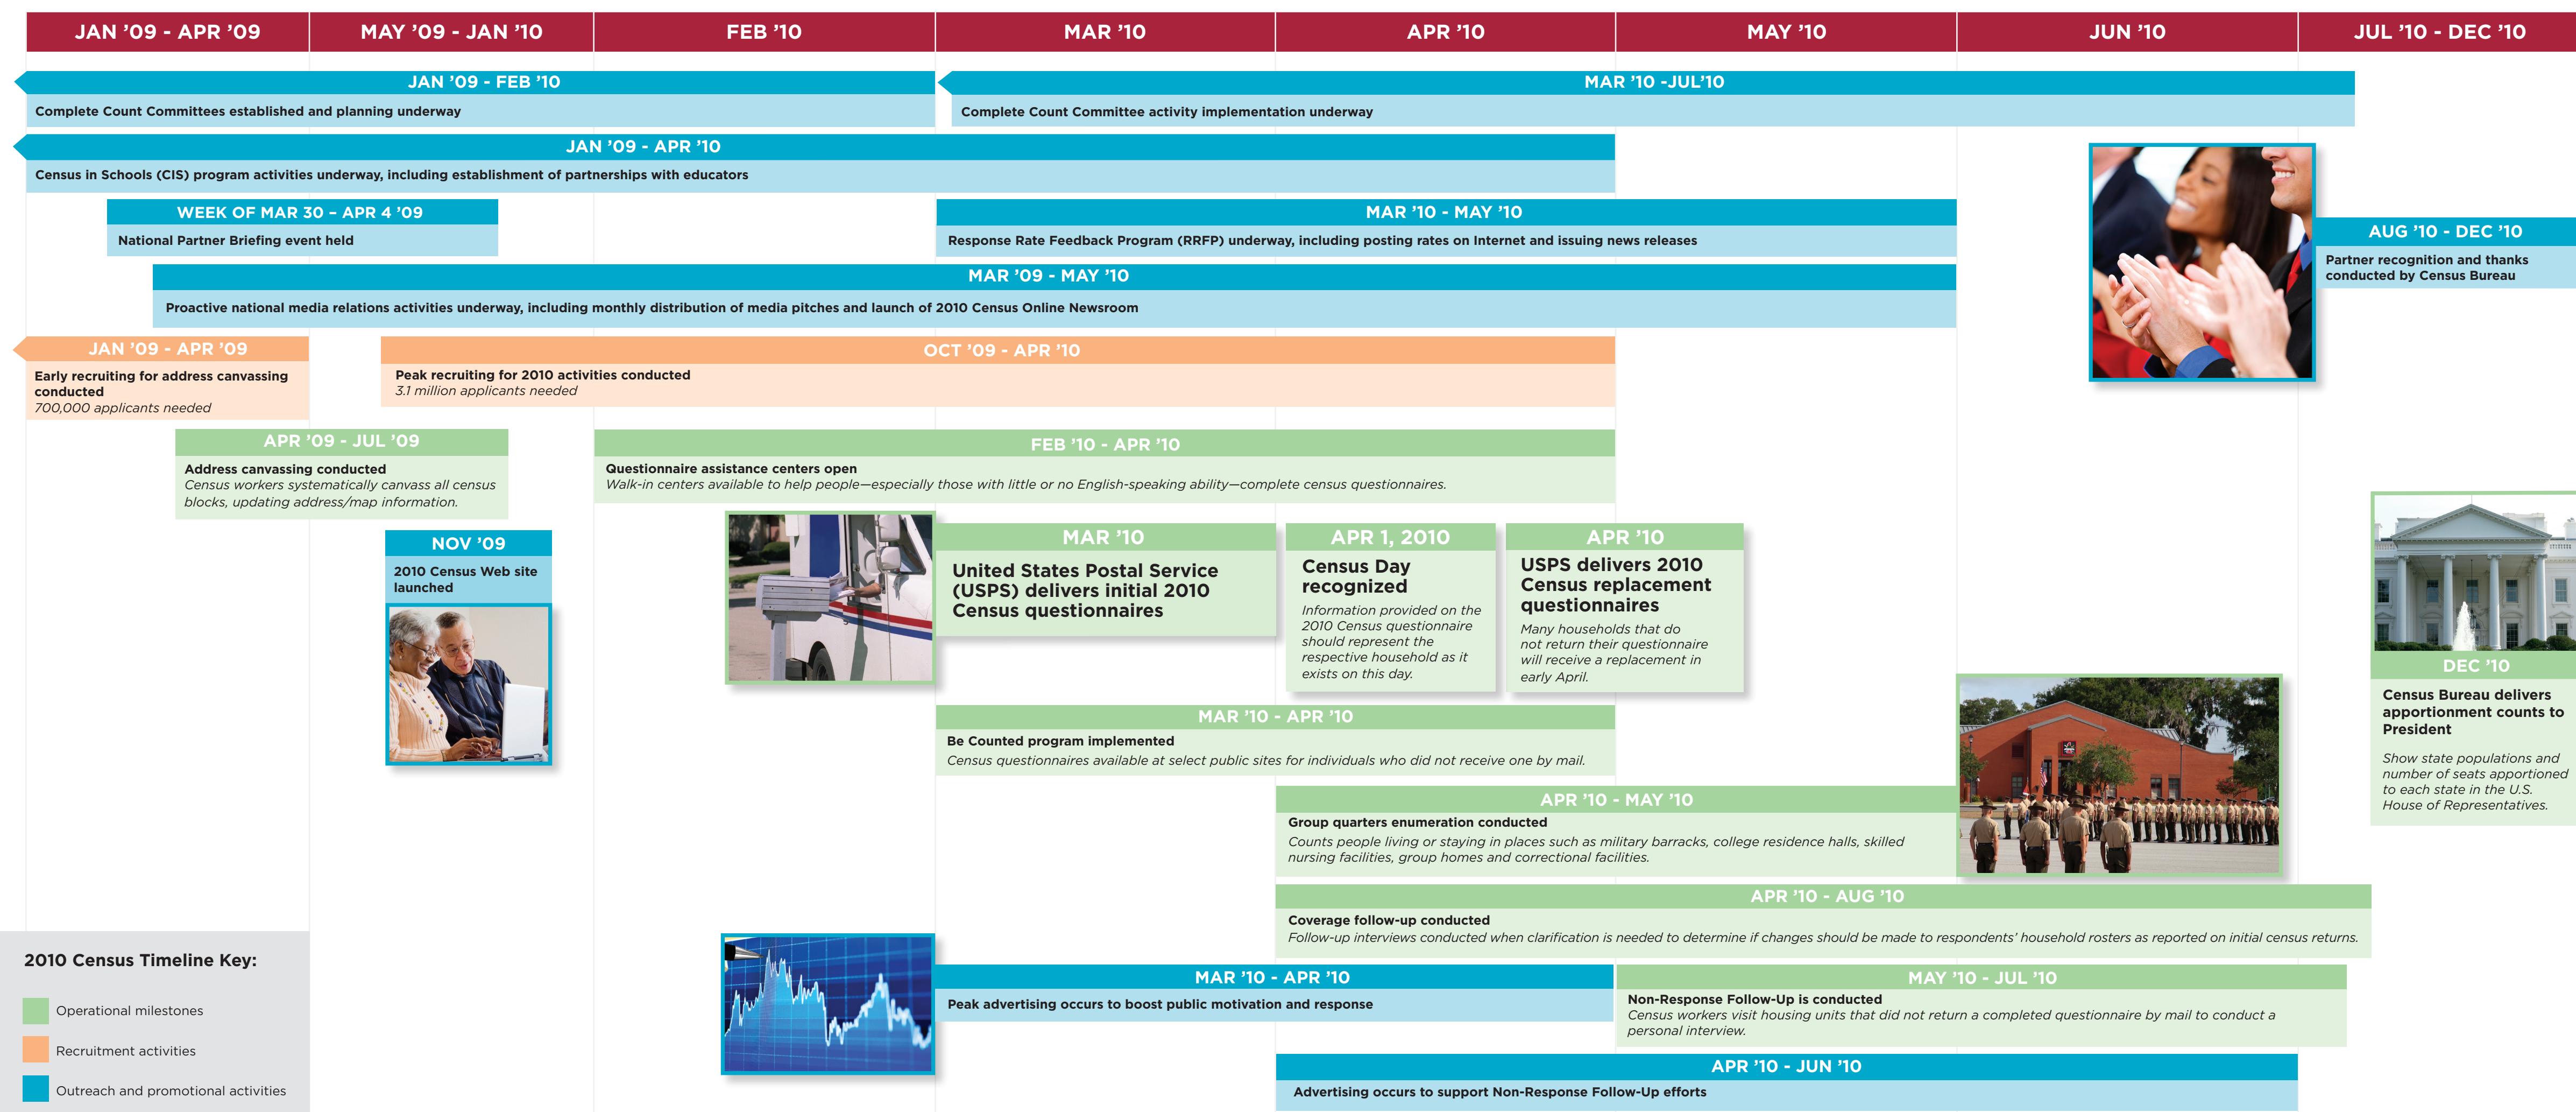 JAN ’09 - APR ’09
MAY ’09 - JAN ’10
FEB ’10
MAR ’10
APR ’10
MAY ’10
JUN ’10
JUL ’10 - DEC ’10
JAN ’09 - FEB ’10
Complete Count Committees established and planning underway
MAR ’10 -JUL’10
Complete Count Committee activity implementation underway
JAN ’09 - APR ’10
Census in Schools (CIS) program activities underway, including establishment of partnerships with educators
WEEK OF MAR 30 – APR 4 ’09
National Partner Briefing event held
MAR ’10 - MAY ’10
Response Rate Feedback Program (RRFP) underway, including posting rates on Internet and issuing news releases
AUG ’10 - DEC ’10
Partner recognition and thanks
conducted by Census Bureau
MAR ’09 - MAY ’10
Proactive national media relations activities underway, including monthly distribution of media pitches and launch of 2010 Census Online Newsroom
JAN ’09 - APR ’09
Early recruiting for address canvassing
conducted
700,000 applicants needed
OCT ’09 - APR ’10
Peak recruiting for 2010 activities conducted
3.1 million applicants needed
APR ’09 - JUL ’09
Address canvassing conducted
Census workers systematically canvass all census
blocks, updating address/map information.
FEB ’10 - APR ’10
Questionnaire assistance centers open
Walk-in centers available to help people—especially those with little or no English-speaking ability—complete census questionnaires.
NOV ’09
2010 Census Web site
launched
MAR ’10
United States Postal Service
(USPS) delivers initial 2010
Census questionnaires
APR 1, 2010
Census Day
recognized
Information provided on the
2010 Census questionnaire
should represent the
respective household as it
exists on this day.
APR ’10
USPS delivers 2010
Census replacement
questionnaires
Many households that do
not return their questionnaire
will receive a replacement in
early April.
DEC ’10
Census Bureau delivers
apportionment counts to
President
Show state populations and
number of seats apportioned
to each state in the U.S.
House of Representatives.
MAR ’10 - APR ’10
Be Counted program implemented
Census questionnaires available at select public sites for individuals who did not receive one by mail.
APR ’10 - MAY ’10
Group quarters enumeration conducted
Counts people living or staying in places such as military barracks, college residence halls, skilled
nursing facilities, group homes and correctional facilities.
APR ’10 - AUG ’10
Coverage follow-up conducted
Follow-up interviews conducted when clarification is needed to determine if changes should be made to respondents’ household rosters as reported on initial census returns.
MAR ’10 - APR ’10
Peak advertising occurs to boost public motivation and response
MAY ’10 - JUL ’10
Non-Response Follow-Up is conducted
Census workers visit housing units that did not return a completed questionnaire by mail to conduct a
personal interview.
APR ’10 - JUN ’10
Advertising occurs to support Non-Response Follow-Up efforts
2010 Census Timeline Key:
Operational milestones
Recruitment activities
Outreach and promotional activities